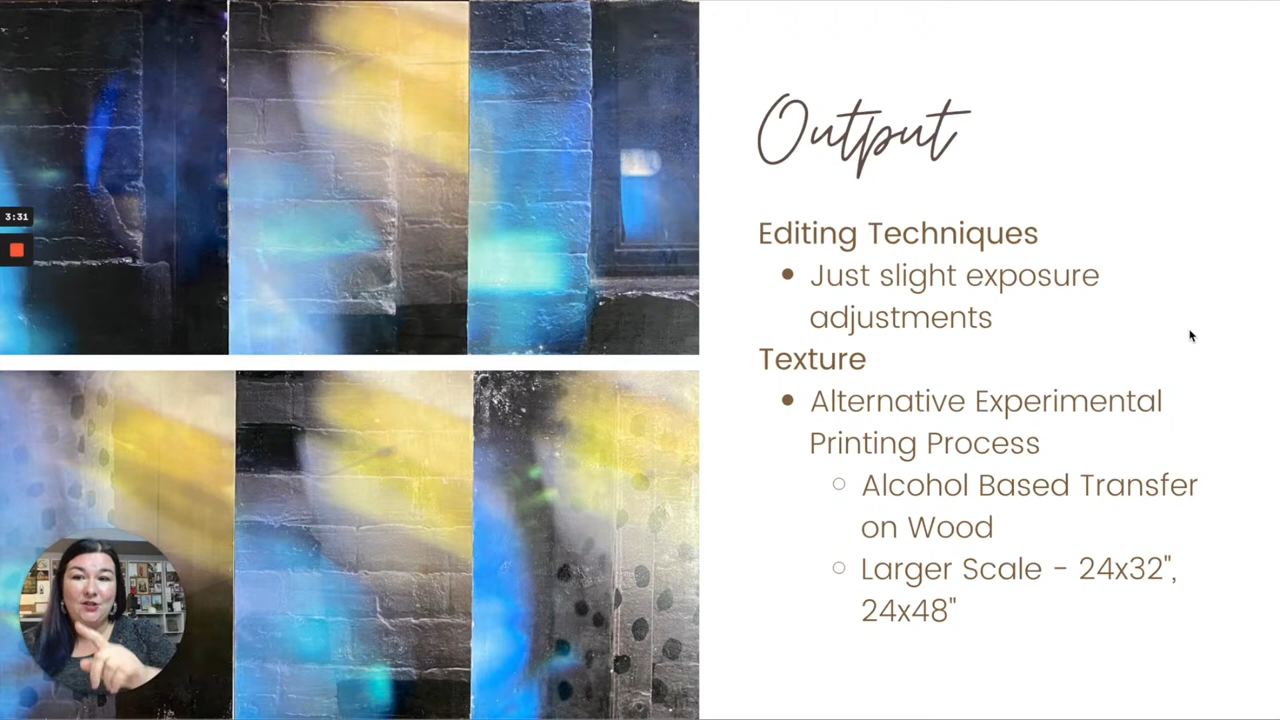 3:31
Output
Editing Techniques
Just slight exposure
adjustments
Texture
Alternative Experimental
Printing Process
Alcohol Based Transfer
on Wood
Larger Scale - 24x32",
24x48"